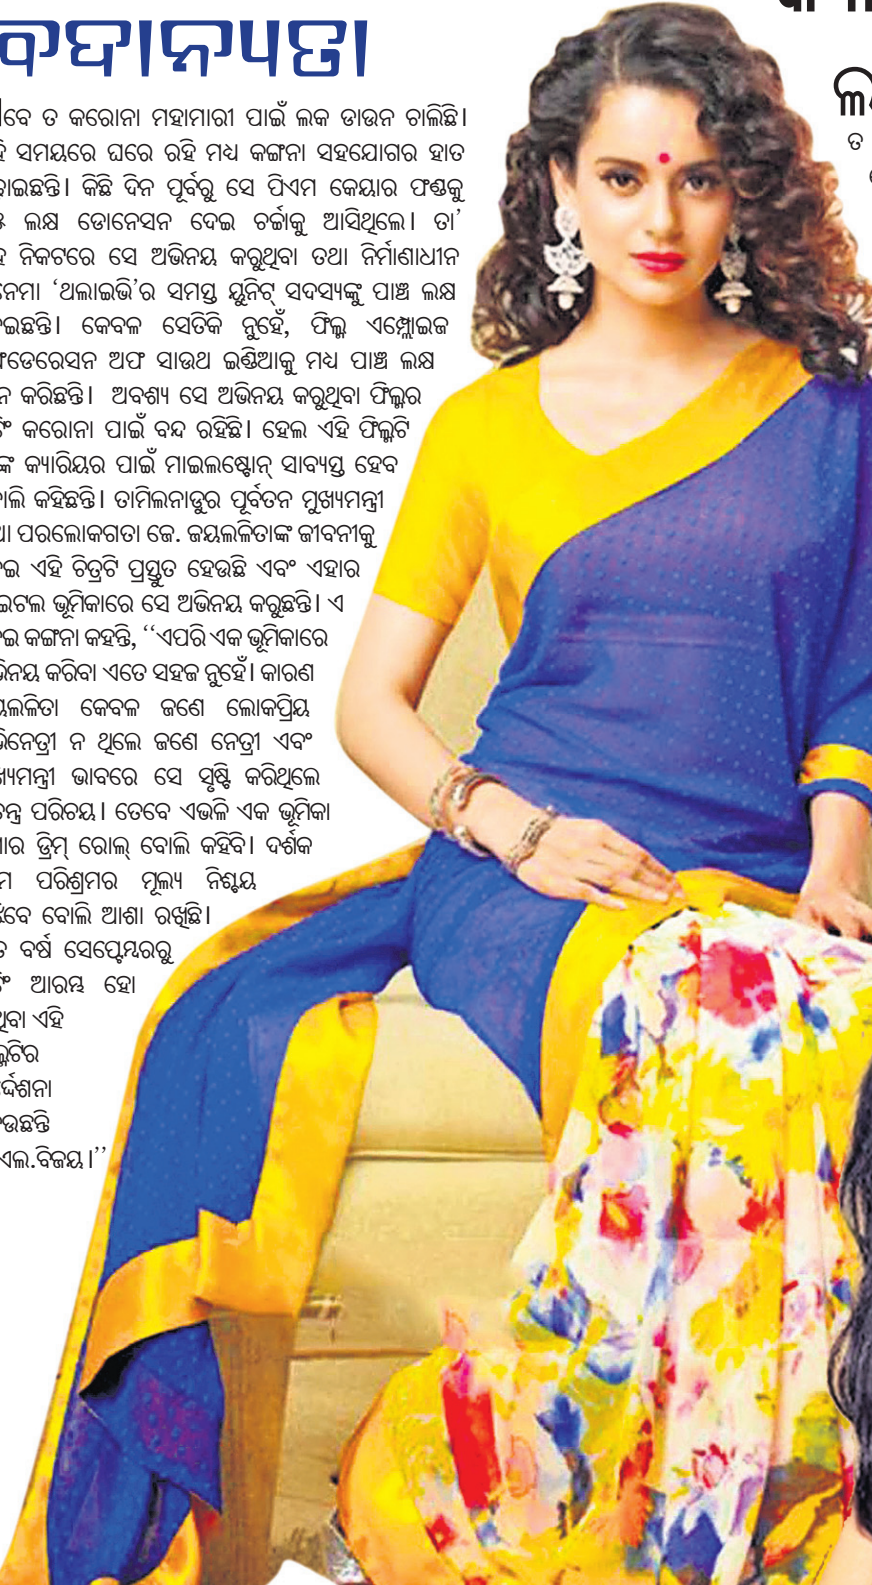 ବଦାନ୍ୟତା
ବେ ତ କରୋନା ମହାମାରୀ ପାଇଁ ଲକ ଡାଉନ ଚାଲିଛି।
ହି ସମୟରେ ଘରେ ରହି ମଧ୍ୟ କଙ୍ଗନା ସହଯୋଗର ହାତ
ଢ଼ାଇଛନ୍ତି। କିଛି ଦିନ ପୂର୍ବରୁ ସେ ପିଏମ କେୟାର ଫଣ୍ଡକୁ
୫ ଲକ୍ଷ ଡୋନେସନ ଦେଇ ଚର୍ଚ୍ଚାକୁ ଆସିଥିଲେ। ତା’
ହ ନିକଟରେ ସେ ଅଭିନୟ କରୁଥିବା ତଥା ନିର୍ମାଣାଧୀନ
ନେମା ‘ଥଲାଇଭି’ର ସମସ୍ତ ୟୁନିଟ୍ ସଦସ୍ୟଙ୍କୁ ପାଞ୍ଚ ଲକ୍ଷ
ଇଛନ୍ତି। କେବଳ ସେତିକି ନୁହେଁ, ଫିଲ୍ମ ଏମ୍ପ୍ଲୋଇଜ
ଫଡେରେସନ ଅଫ ସାଉଥ ଇଣ୍ଡିଆକୁ ମଧ୍ୟ ପାଞ୍ଚ ଲକ୍ଷ
ନ କରିଛନ୍ତି। ଅବଶ୍ୟ ସେ ଅଭିନୟ କରୁଥିବା ଫିଲ୍ମର
ଟିଂ କରୋନା ପାଇଁ ବନ୍ଦ ରହିଛି। ହେଲ ଏହି ଫିଲ୍ମଟି
ଙ୍କ କ୍ୟାରିୟର ପାଇଁ ମାଇଲଷ୍ଟୋନ୍ ସାବ୍ୟସ୍ତ ହେବ
ାଲି କହିଛନ୍ତି। ତାମିଲନାଡୁର ପୂର୍ବତନ ମୁଖ୍ୟମନ୍ତ୍ରୀ
ଥା ପରଲୋକଗତା ଜେ. ଜୟଲଳିତାଙ୍କ ଜୀବନୀକୁ
ଇ ଏହି ଚିତ୍ରଟି ପ୍ରସ୍ତୁତ ହେଉଛି ଏବଂ ଏହାର
ାଇଟଲ ଭୂମିକାରେ ସେ ଅଭିନୟ କରୁଛନ୍ତି। ଏ
ଇ କଙ୍ଗନା କହନ୍ତି, ‘‘ଏପରି ଏକ ଭୂମିକାରେ
ଭିନୟ କରିବା ଏତେ ସହଜ ନୁହେଁ। କାରଣ
ୟଲଳିତା କେବଳ ଜଣେ ଲୋକପ୍ରିୟ
ଭିନେତ୍ରୀ ନ ଥିଲେ ଜଣେ ନେତ୍ରୀ ଏବଂ
ଖ୍ୟମନ୍ତ୍ରୀ ଭାବରେ ସେ ସୃଷ୍ଟି କରିଥିଲେ
ତନ୍ତ୍ର ପରିଚୟ। ତେବେ ଏଭଳି ଏକ ଭୂମିକା
ାର ଡ୍ରିମ୍ ରୋଲ୍ ବୋଲି କହିବି। ଦର୍ଶକ
ମ ପରିଶ୍ରମର ମୂଲ୍ୟ ନିଶ୍ଚୟ
ଝିବେ ବୋଲି ଆଶା ରଖିଛି।
ତ ବର୍ଷ ସେପ୍ଟେମ୍ବରରୁ
ଟିଂ ଆରମ୍ଭ ହୋ
ଥିବା ଏହି
ଲ୍ମଟିର
ର୍ଦ୍ଦେଶନା
ଉଛନ୍ତି
ଏଲ.ବିଜୟ।’’
ତ